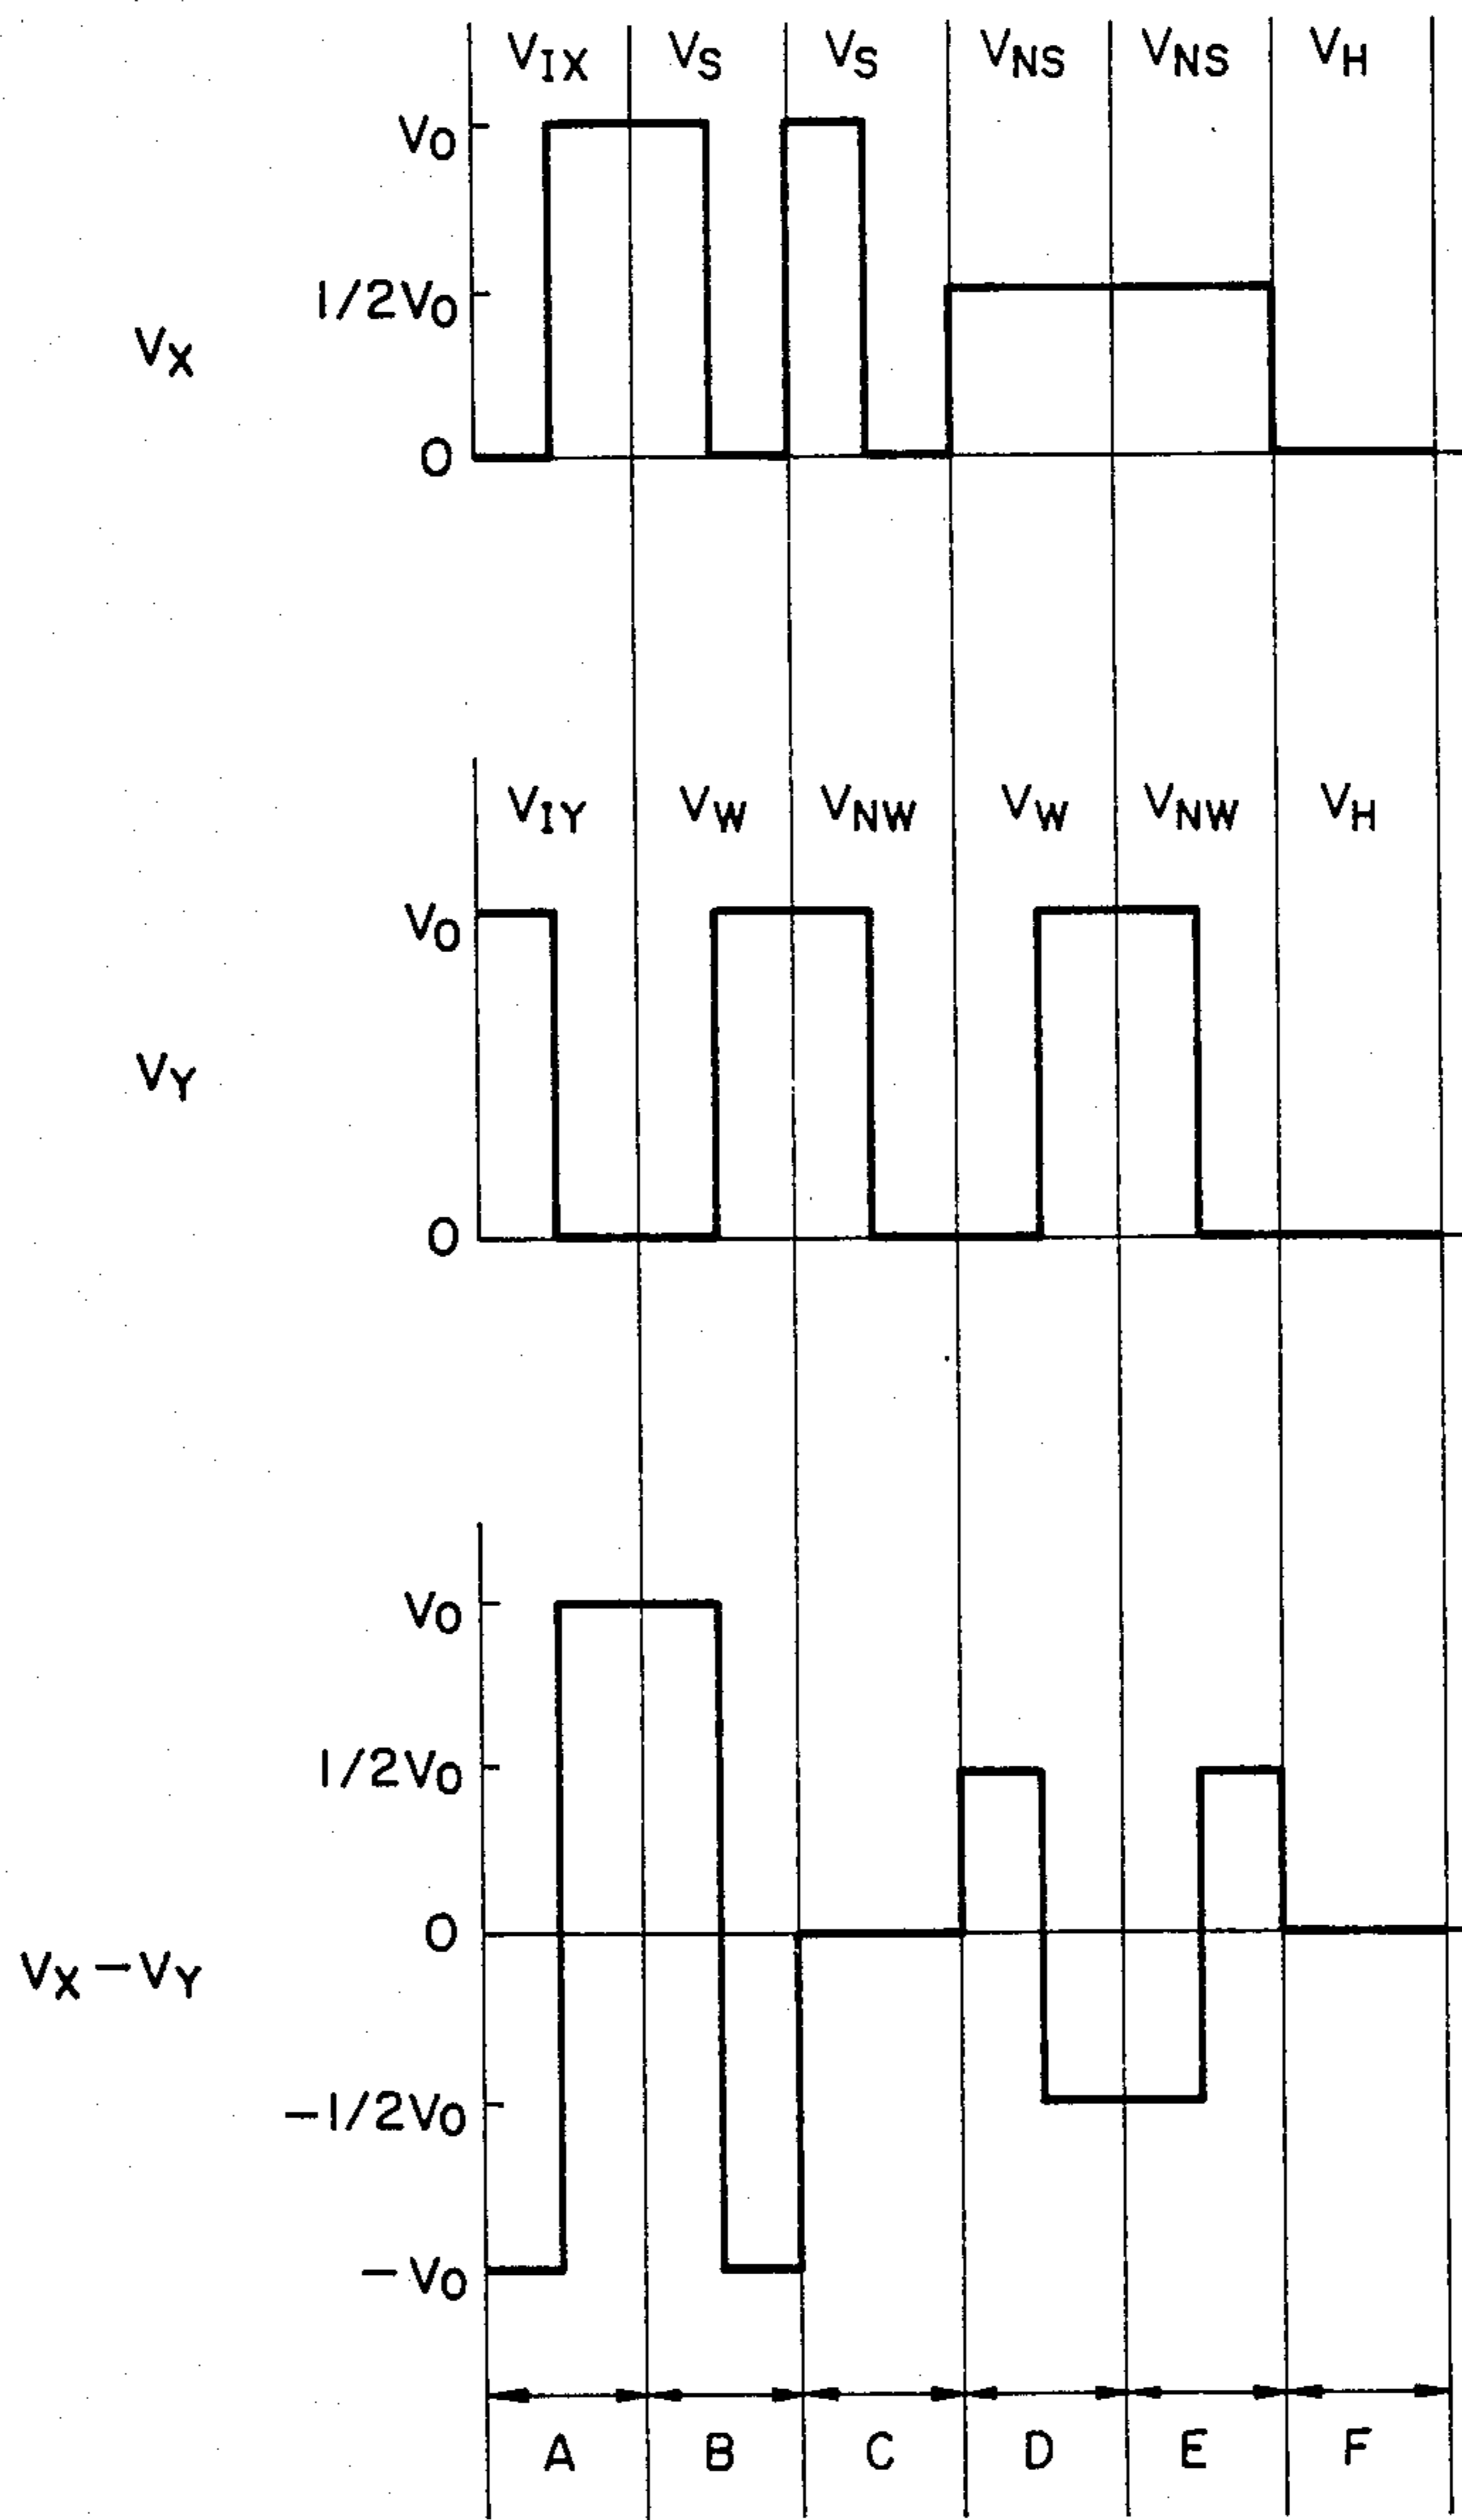 VIX VS VS VNS VNS VH
VO
1/2VO
VX
O
VIY VW VNW VW VNW VH
VO
VY
O
VO
1/2VO
O
VX-VY
-1/2VO
-VO
A B C D E F